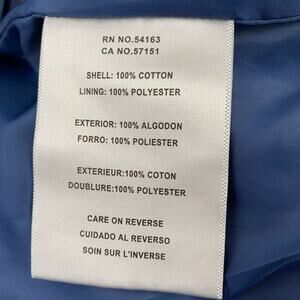 RN NO.54163
CA NO.57151
SHELL: 100% COTTON
LINING: 100% POLYESTER
EXTERIOR: 100% ALGODON
FORRO: 100% POLIESTER
EXTERIEUR:100% COTON
DOUBLURE:100% POLYESTER
CARE ON REVERSE
CUIDADO AL REVERSO
SOIN SUR L'INVERSE